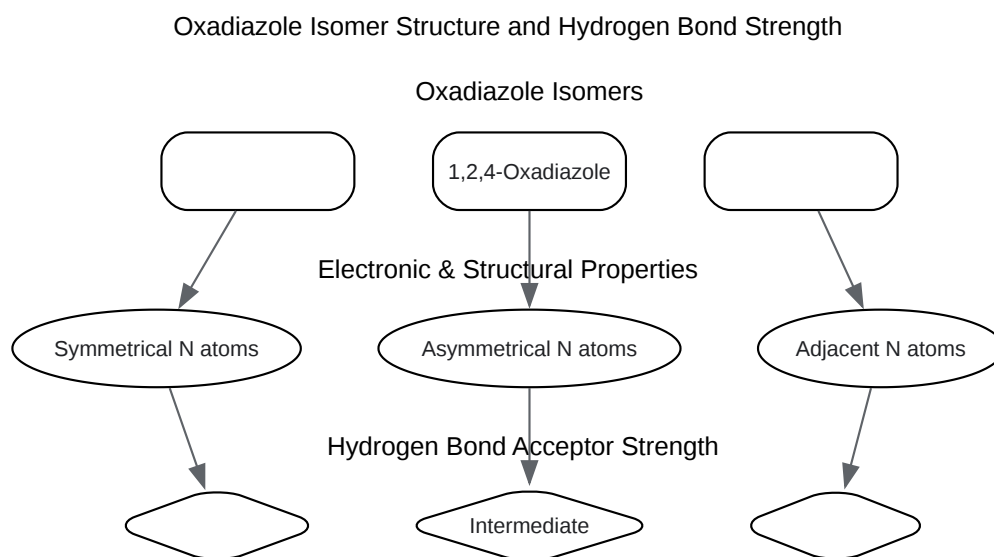 Oxadiazole Isomer Structure and Hydrogen Bond Strength
Oxadiazole Isomers
1,2,4-Oxadiazole
Electronic & Structural Properties
Symmetrical N atoms
Asymmetrical N atoms
Adjacent N atoms
Hydrogen Bond Acceptor Strength
Intermediate